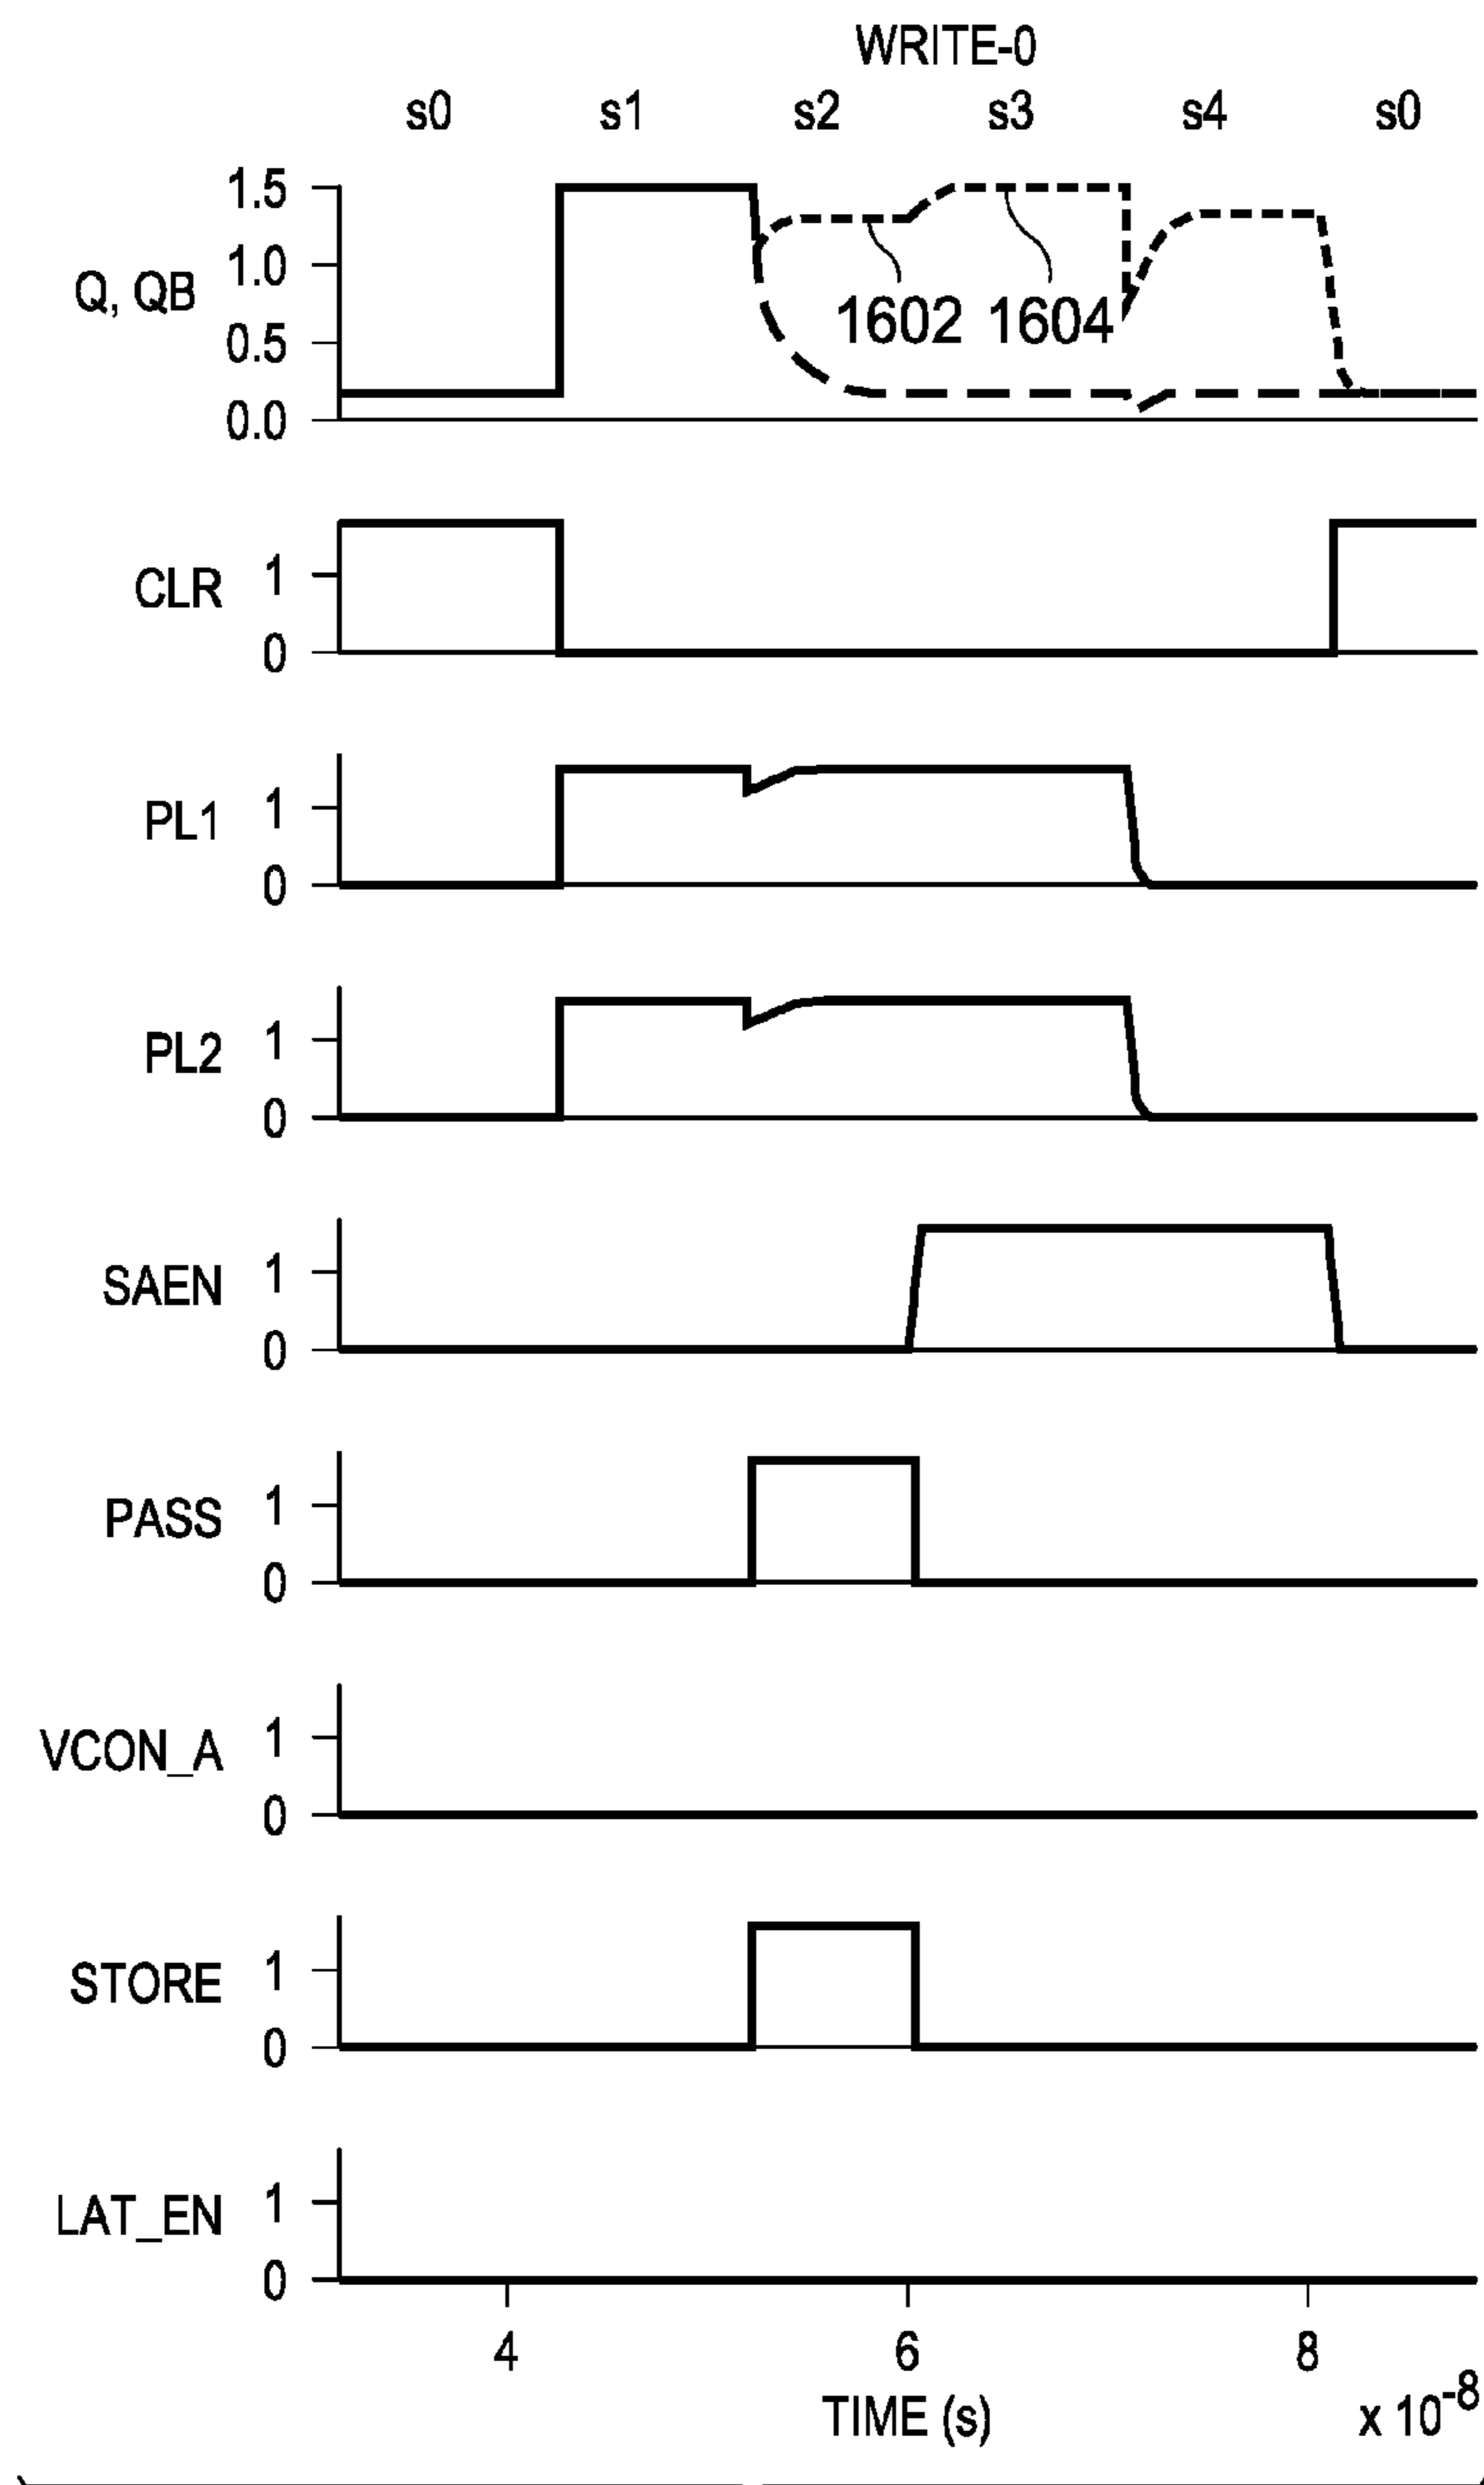 WRITE-0
s0 s1 s2 s3 s4 s0
Q, QB
1.5
1.0
0.5
0.0
1602 1604
CLR
1
0
PL1
1
0
PL2
1
0
SAEN
1
0
PASS
1
0
VCON_A
1
0
STORE
1
0
LAT_EN
1
0
4 6 8
TIME (s) x 10-8